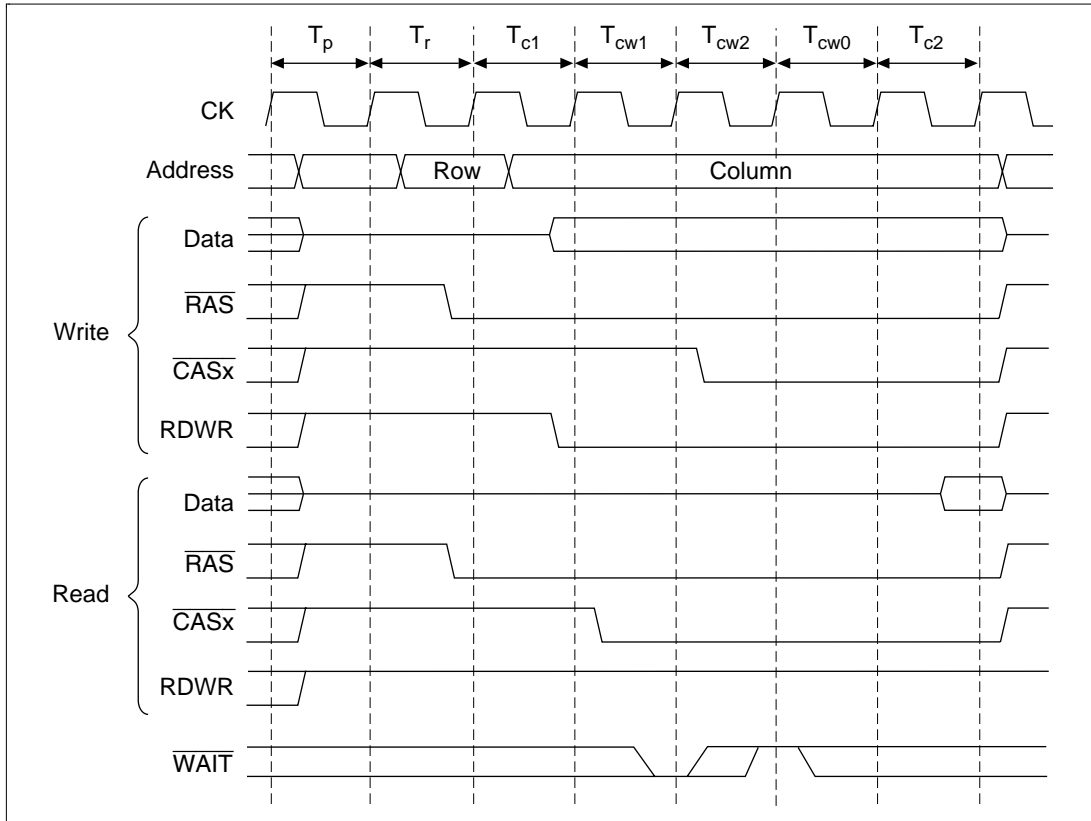 Tp Tr Tc1 Tcw1 Tcw2 Tcw0 Tc2
CK
Address Row Column
Write
Data
RAS
CASx
RDWR
Read
Data
RAS
CASx
RDWR
WAIT